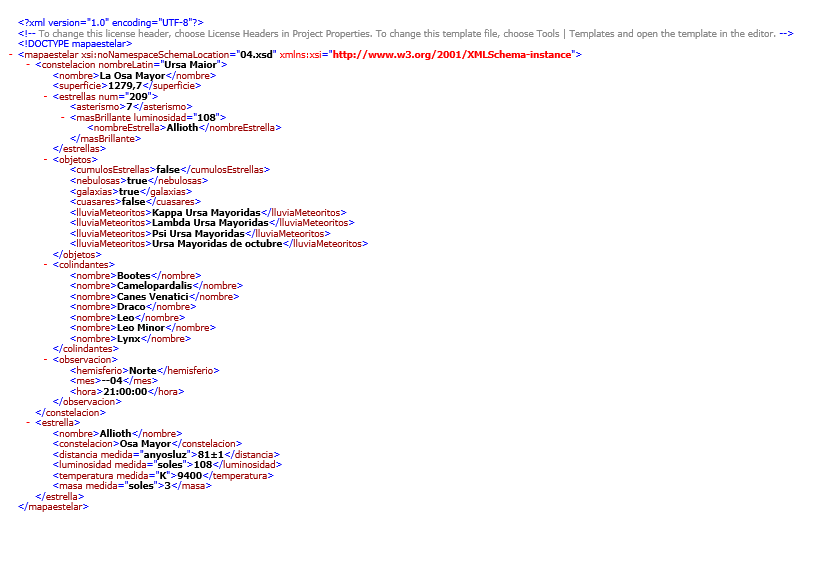 <?xml version="1.0" encoding="UTF-8"?>
<!-- To change this license header, choose License Headers in Project Properties. To change this template file, choose Tools | Templates and open the template in the editor. -->
<!DOCTYPE mapaestelar>
- <mapaestelar xsi:noNamespaceSchemaLocation="04.xsd" xmlns:xsi="http://www.w3.org/2001/XMLSchema-instance">
- <constelacion nombreLatin="Ursa Maior">
<nombre>La Osa Mayor</nombre>
<superficie>1279,7</superficie>
- <estrellas num="209">
<asterismo>7</asterismo>
- <masBrillante luminosidad="108">
<nombreEstrella>Allioth</nombreEstrella>
</masBrillante>
</estrellas>
- <objetos>
<cumulosEstrellas>false</cumulosEstrellas>
<nebulosas>true</nebulosas>
<galaxias>true</galaxias>
<cuasares>false</cuasares>
<lluviaMeteoritos>Kappa Ursa Mayoridas</lluviaMeteoritos>
<lluviaMeteoritos>Lambda Ursa Mayoridas</lluviaMeteoritos>
<lluviaMeteoritos>Psi Ursa Mayoridas</lluviaMeteoritos>
<lluviaMeteoritos>Ursa Mayoridas de octubre</lluviaMeteoritos>
</objetos>
- <colindantes>
<nombre>Bootes</nombre>
<nombre>Camelopardalis</nombre>
<nombre>Canes Venatici</nombre>
<nombre>Draco</nombre>
<nombre>Leo</nombre>
<nombre>Leo Minor</nombre>
<nombre>Lynx</nombre>
</colindantes>
- <observacion>
<hemisferio>Norte</hemisferio>
<mes>--04</mes>
<hora>21:00:00</hora>
</observacion>
</constelacion>
- <estrella>
<nombre>Allioth</nombre>
<constelacion>Osa Mayor</constelacion>
<distancia medida="anyosluz">81±1</distancia>
<luminosidad medida="soles">108</luminosidad>
<temperatura medida="K">9400</temperatura>
<masa medida="soles">3</masa>
</estrella>
</mapaestelar>